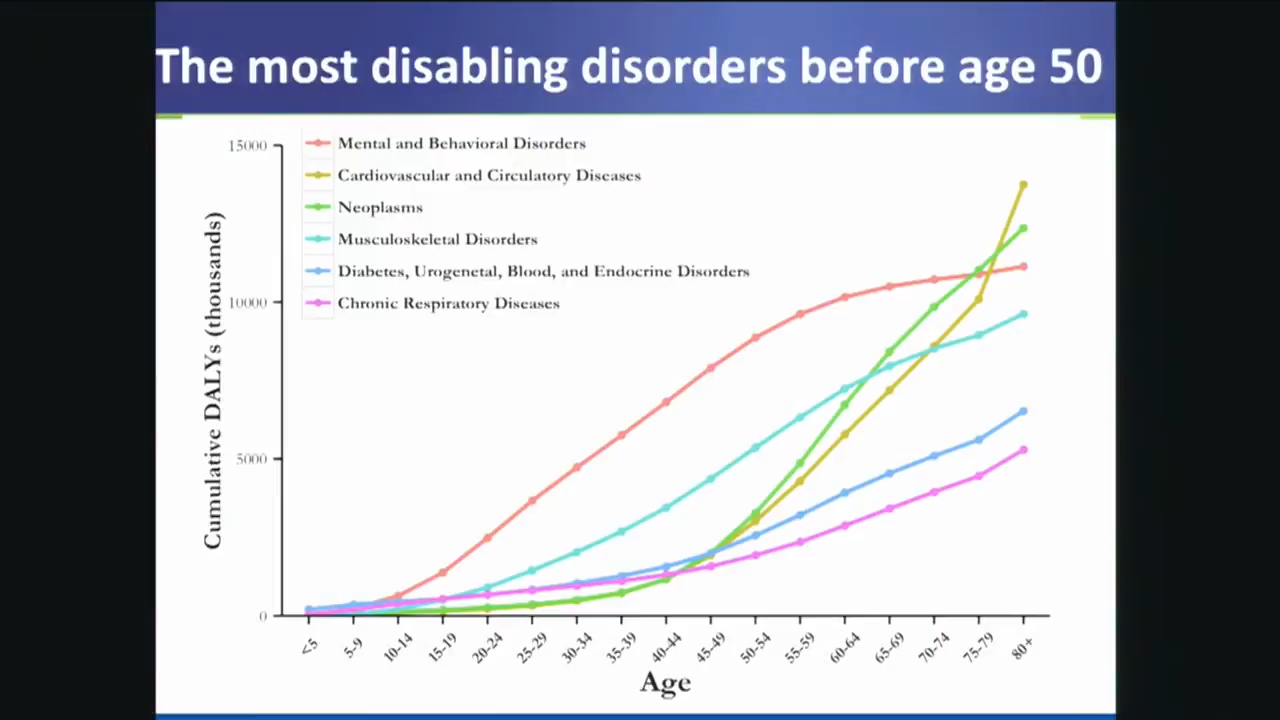 The most disabling disorders before age 50
15000
10000
5000
0
Cumulative DALYs (thousands)
Mental and Behavioral Disorders
Cardiovascular and Circulatory Diseases
Neoplasms
Musculoskeletal Disorders
Diabetes, Urogenetal, Blood, and Endocrine Disorders
Chronic Respiratory Diseases
<5
5-9
10-14
15-19
20-24
25-29
30-34
35-39
40-44
45-49
50-54
55-59
60-64
65-69
70-74
75-79
80+
Age